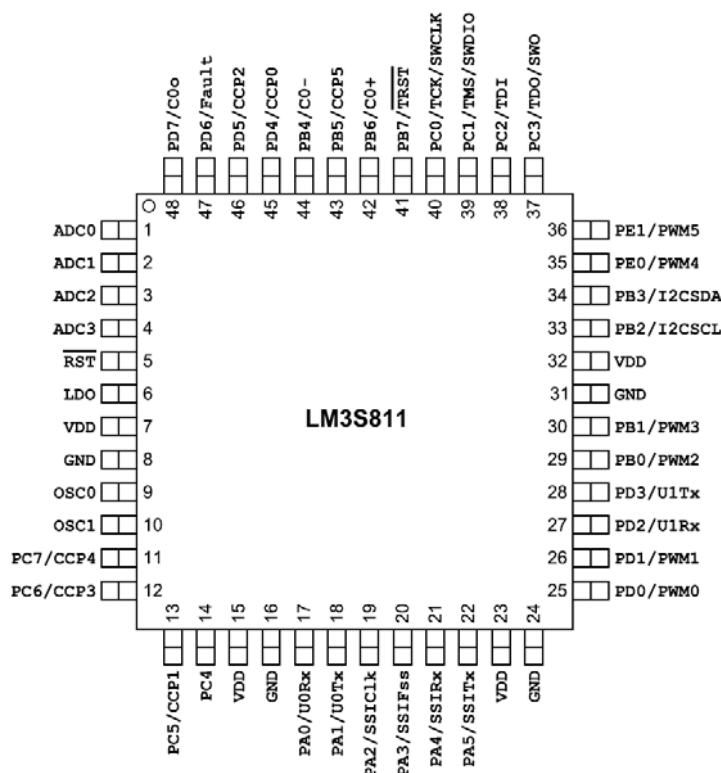 PD7/C0o
PD6/Fault
PD5/CCP2
PD4/CCP0
PB4/C0-
PB5/CCP5
PB6/C0+
PB7/TRST
PC0/TCK/SWCLK
PC1/TMS/SWDIO
PC2/TDI
PC3/TDO/SWO
48 47 46 45 44 43 42 41 40 39 38 37
ADC0 1
ADC1 2
ADC2 3
ADC3 4
RST 5
LDO 6
VDD 7
GND 8
OSC0 9
OSC1 10
PC7/CCP4 11
PC6/CCP3 12
LM3S811
36 PE1/PWM5
35 PE0/PWM4
34 PB3/I2CSDA
33 PB2/I2CSCL
32 VDD
31 GND
30 PB1/PWM3
29 PB0/PWM2
28 PD3/U1Tx
27 PD2/U1Rx
26 PD1/PWM1
25 PD0/PWM0
13 14 15 16 17 18 19 20 21 22 23 24
PC5/CCP1
PC4
VDD
GND
PA0/U0Rx
PA1/U0Tx
PA2/SSIClk
PA3/SSIFss
PA4/SSIRx
PA5/SSITx
VDD
GND